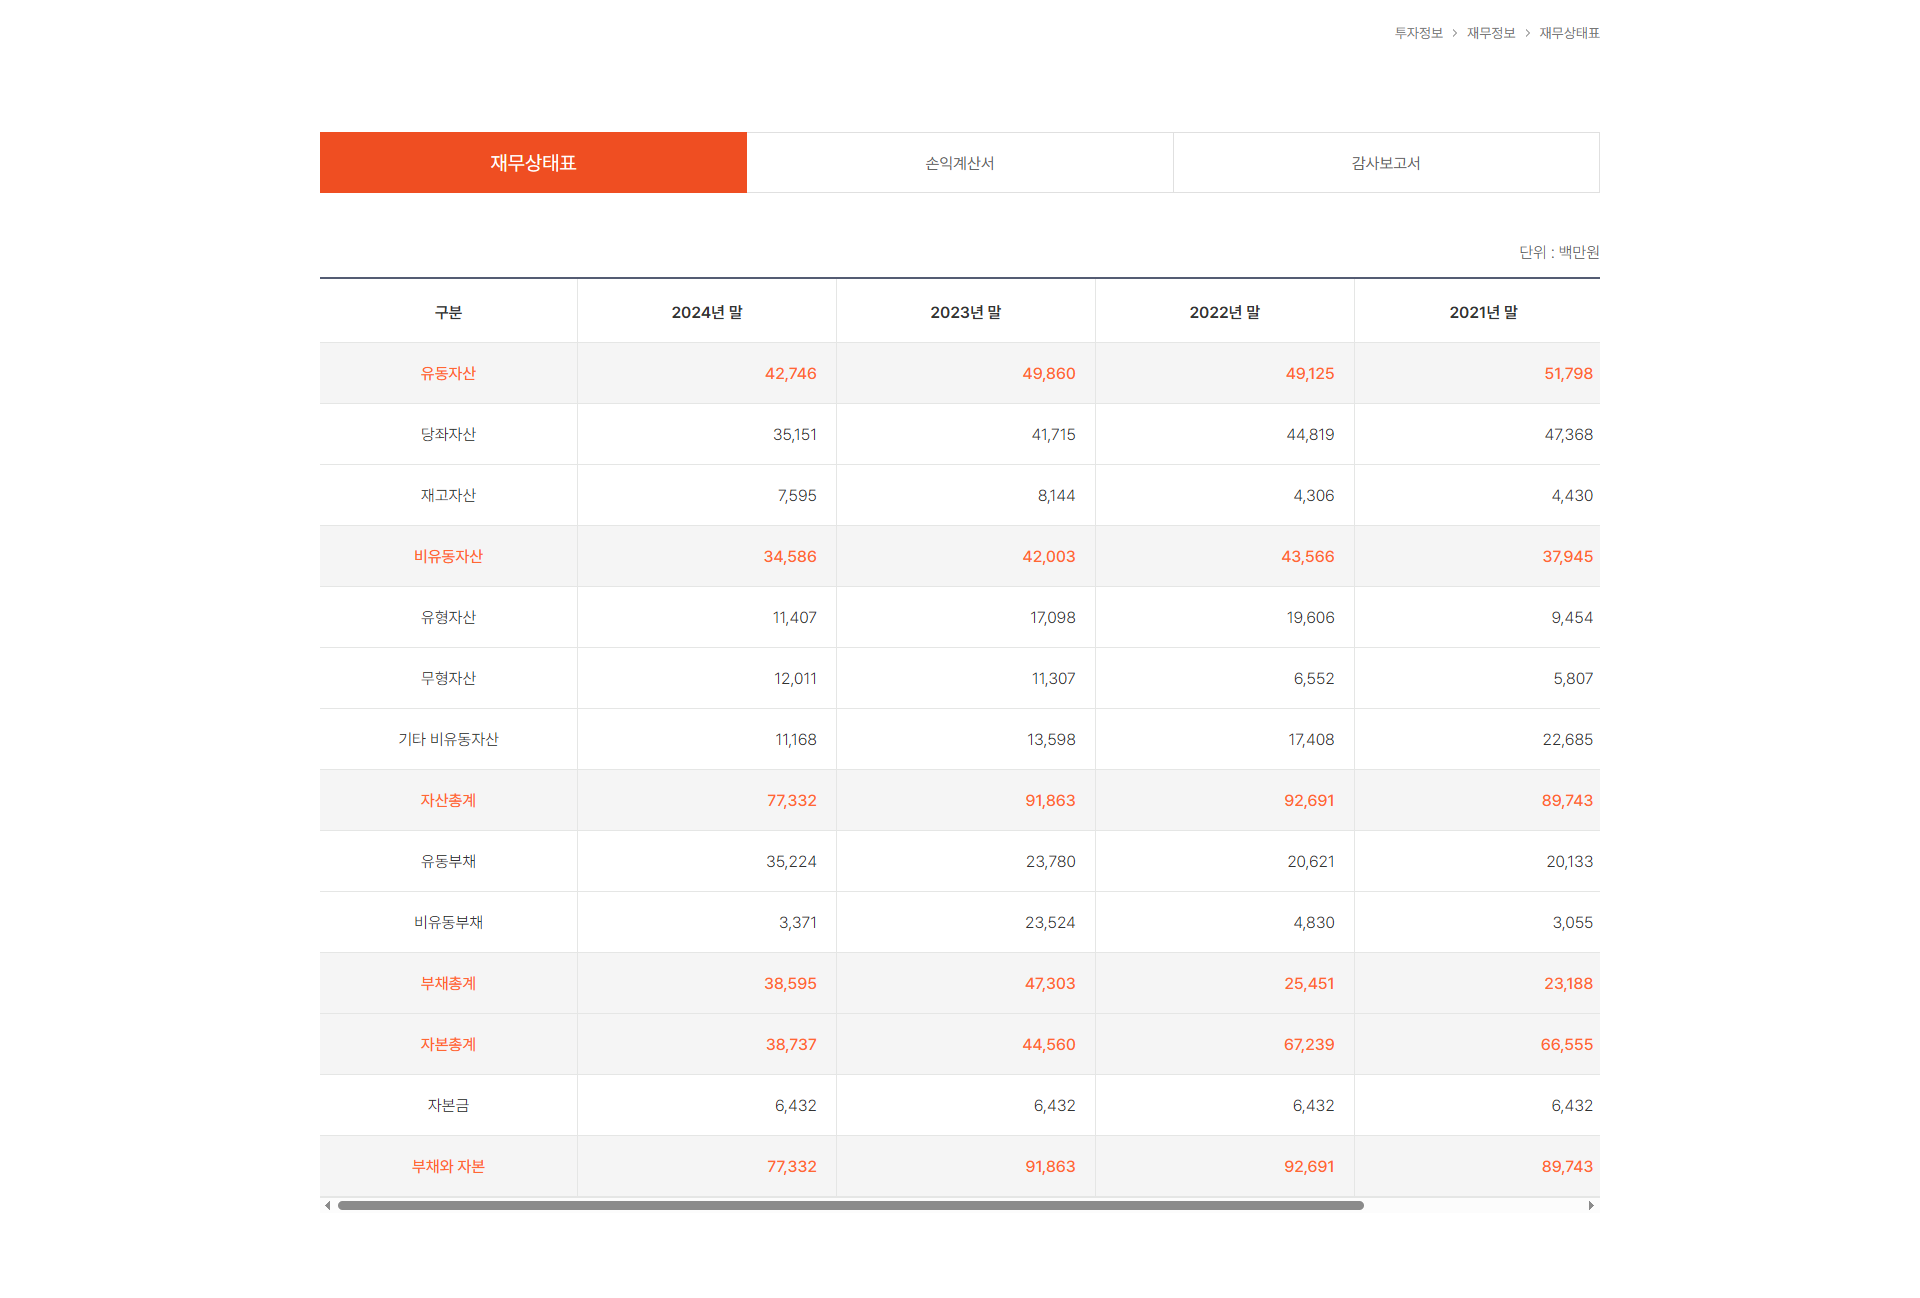 투자정보 > 재무정보 > 재무상태표
재무상태표 손익계산서 감사보고서
단위 : 백만원
구분 2024년 말 2023년 말 2022년 말 2021년 말
유동자산 42,746 49,860 49,125 51,798
당좌자산 35,151 41,715 44,819 47,368
재고자산 7,595 8,144 4,306 4,430
비유동자산 34,586 42,003 43,566 37,945
유형자산 11,407 17,098 19,606 9,454
무형자산 12,011 11,307 6,552 5,807
기타 비유동자산 11,168 13,598 17,408 22,685
자산총계 77,332 91,863 92,691 89,743
유동부채 35,224 23,780 20,621 20,133
비유동부채 3,371 23,524 4,830 3,055
부채총계 38,595 47,303 25,451 23,188
자본총계 38,737 44,560 67,239 66,555
자본금 6,432 6,432 6,432 6,432
부채와 자본 77,332 91,863 92,691 89,743